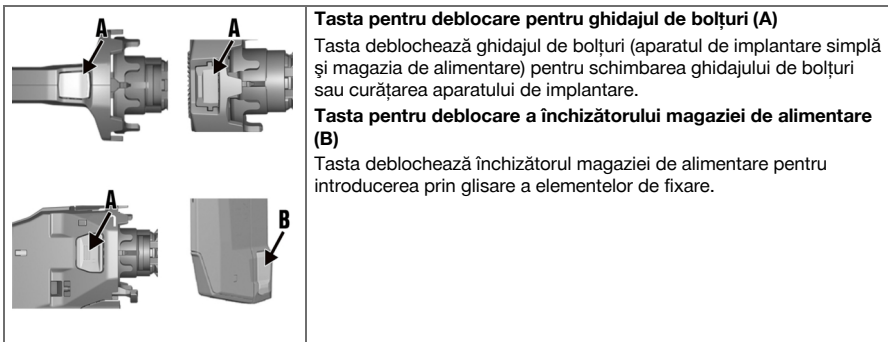 A
A
A
B
Tasta pentru deblocare pentru ghidajul de bolțuri (A)
Tasta deblochează ghidajul de bolțuri (aparatul de implantare simplă
și magazia de alimentare) pentru schimbarea ghidajului de bolțuri
sau curățarea aparatului de implantare.
Tasta pentru deblocare a închizătorului magaziei de alimentare
(B)
Tasta deblochează închizătorul magaziei de alimentare pentru
introducerea prin glisare a elementelor de fixare.